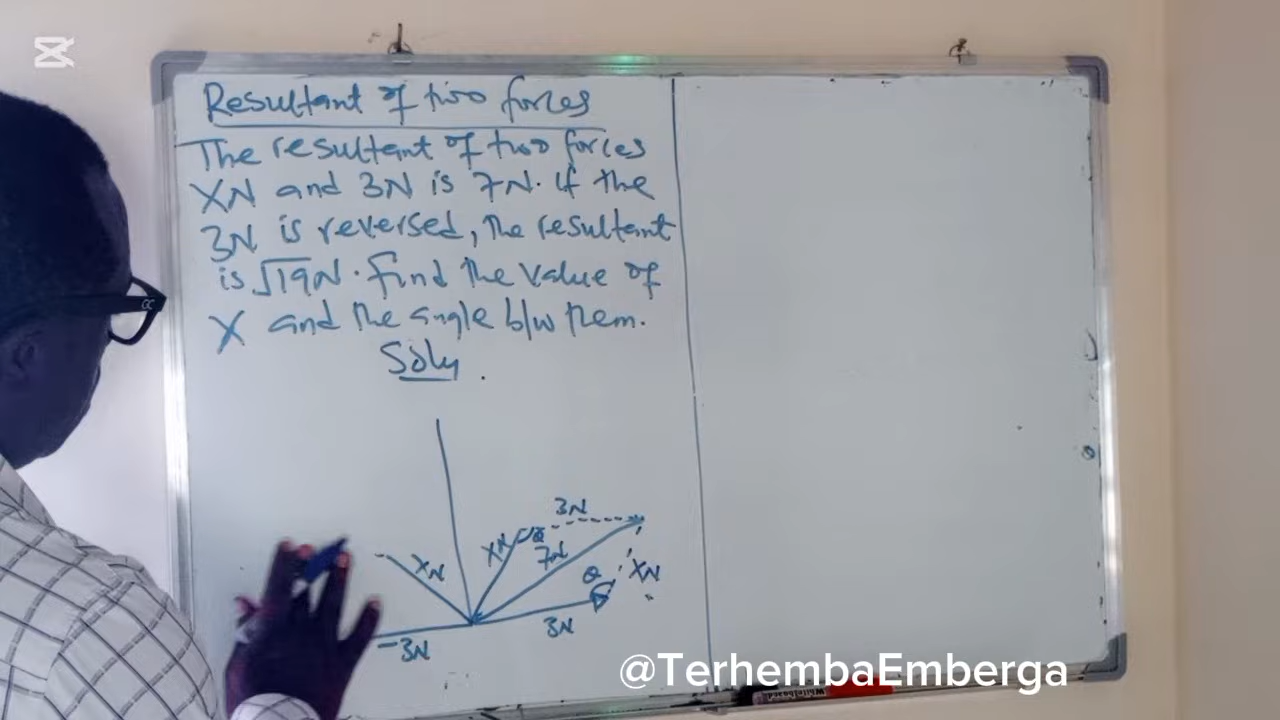 Resultant of two forces
The resultant of two forces
XN and 3N is 7N. If the
3N is reversed, the resultant
is √19N. Find the value of
X and the angle b/w them.
Soln.
3N
XN
7N
XN
θ
XN
3N
-3N
@TerhembaEmberga